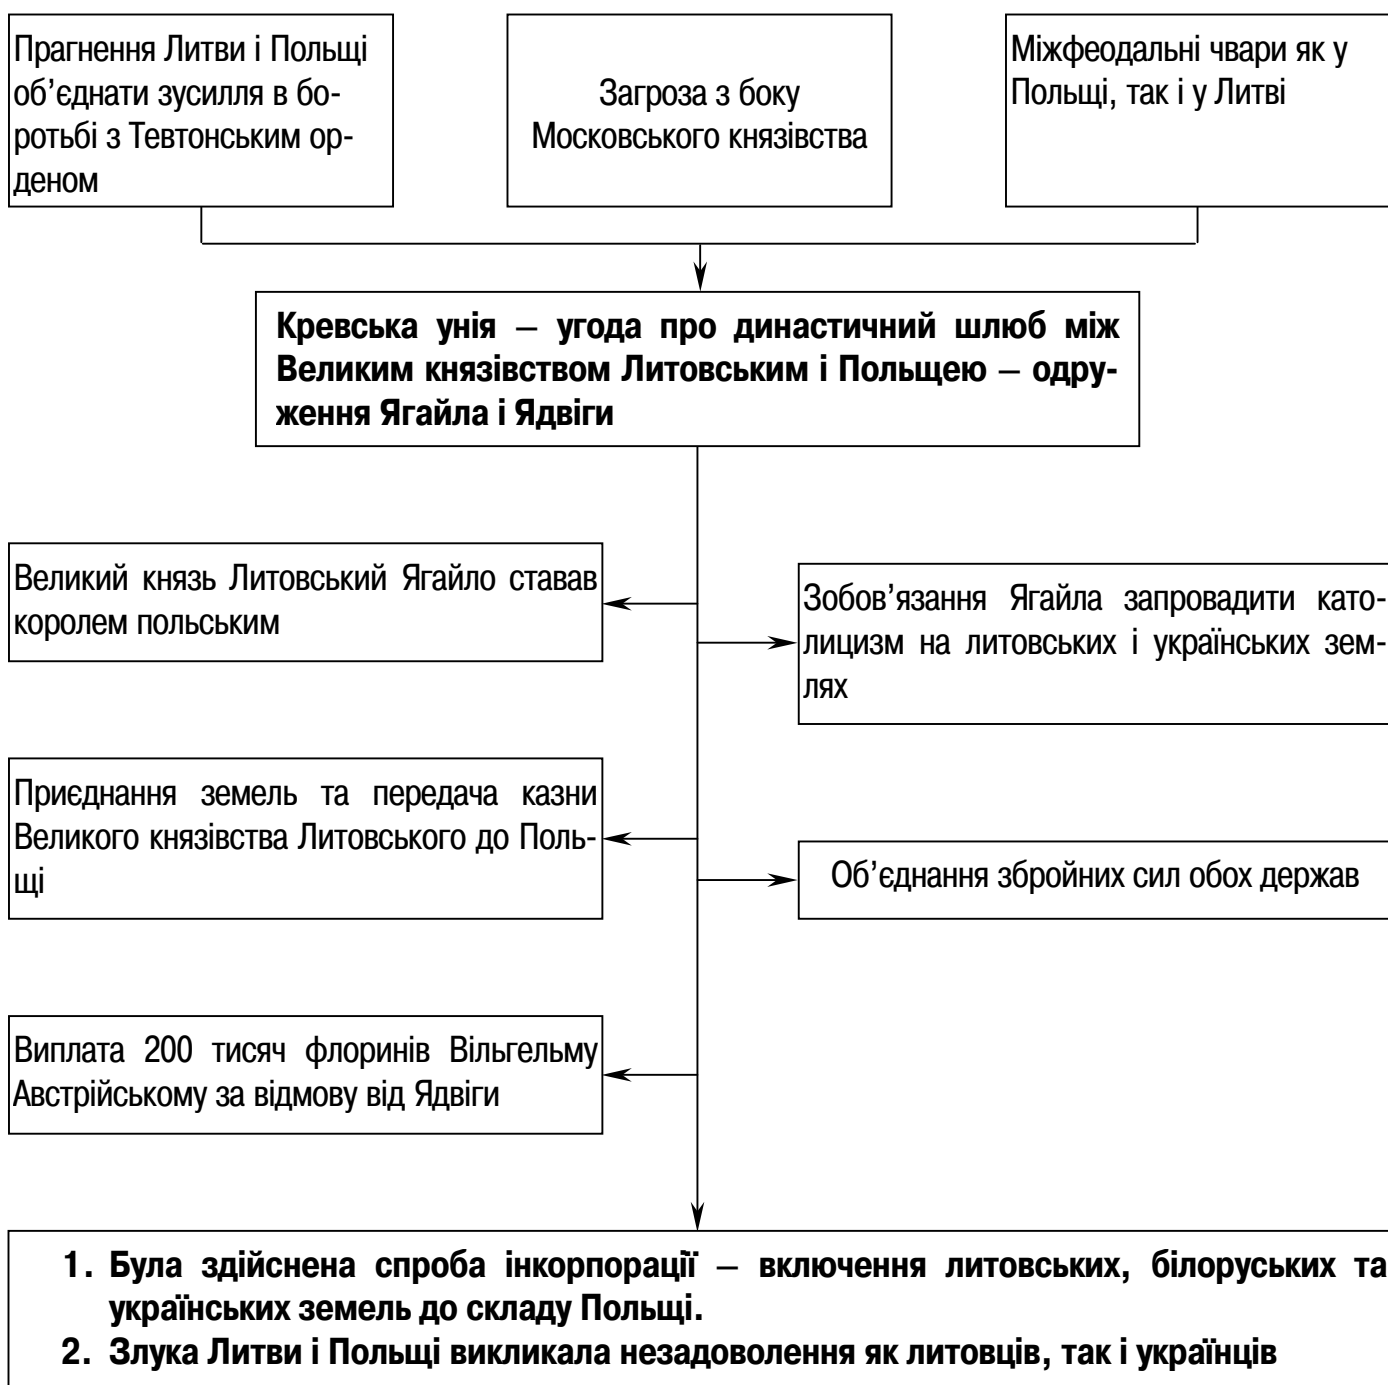 Прагнення Литви і Польщі
об’єднати зусилля в бо-
ротьбі з Тевтонським ор-
деном
Загроза з боку
Московського князівства
Міжфеодальні чвари як у
Польщі, так і у Литві
Кревська унія – угода про династичний шлюб між
Великим князівством Литовським і Польщею – одру-
ження Ягайла і Ядвіги
Великий князь Литовський Ягайло ставав
королем польським
Зобов’язання Ягайла запровадити като-
лицизм на литовських і українських зем-
лях
Приєднання земель та передача казни
Великого князівства Литовського до Поль-
щі
Об’єднання збройних сил обох держав
Виплата 200 тисяч флоринів Вільгельму
Австрійському за відмову від Ядвіги
1. Була здійснена спроба інкорпорації – включення литовських, білоруських та
українських земель до складу Польщі.
2. Злука Литви і Польщі викликала незадоволення як литовців, так і українців